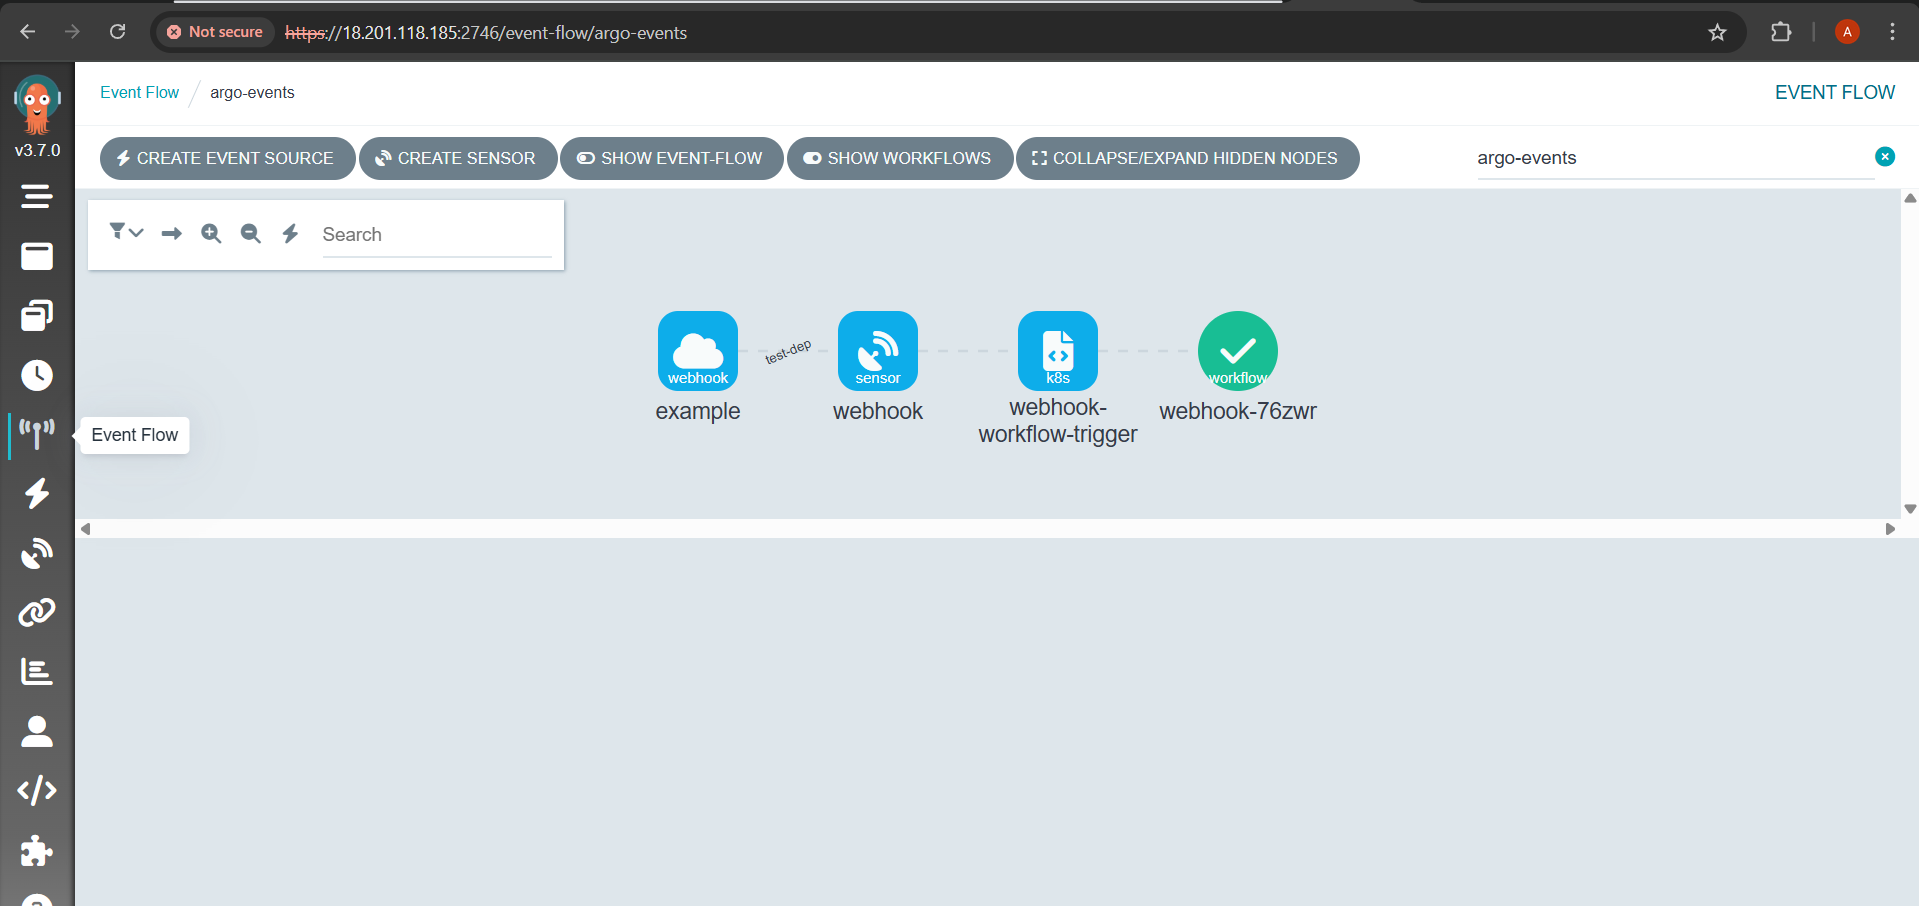 Not secure https://18.201.118.185:2746/event-flow/argo-events A
v3.7.0
Event Flow / argo-events EVENT FLOW
CREATE EVENT SOURCE CREATE SENSOR SHOW EVENT-FLOW SHOW WORKFLOWS COLLAPSE/EXPAND HIDDEN NODES argo-events
Search
test-dep
webhook sensor k8s workflow
example webhook webhook-workflow-trigger webhook-76zwr
Event Flow